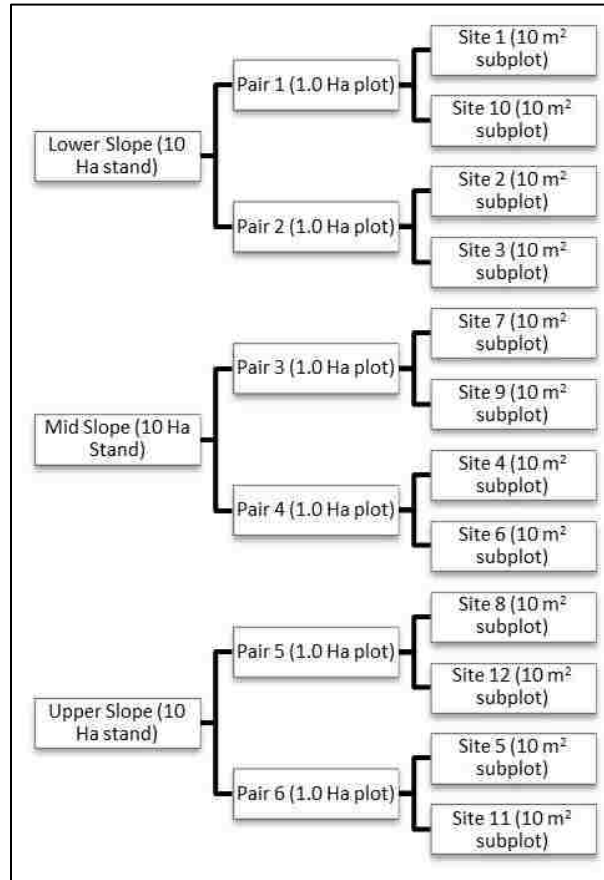 Lower Slope (10
Ha stand)
Pair 1 (1.0 Ha plot)
Site 1 (10 m²
subplot)
Site 10 (10 m²
subplot)
Pair 2 (1.0 Ha plot)
Site 2 (10 m²
subplot)
Site 3 (10 m²
subplot)
Mid Slope (10 Ha
Stand)
Pair 3 (1.0 Ha plot)
Site 7 (10 m²
subplot)
Site 9 (10 m²
subplot)
Pair 4 (1.0 Ha plot)
Site 4 (10 m²
subplot)
Site 6 (10 m²
subplot)
Upper Slope (10
Ha stand)
Pair 5 (1.0 Ha plot)
Site 8 (10 m²
subplot)
Site 12 (10 m²
subplot)
Pair 6 (1.0 Ha plot)
Site 5 (10 m²
subplot)
Site 11 (10 m²
subplot)